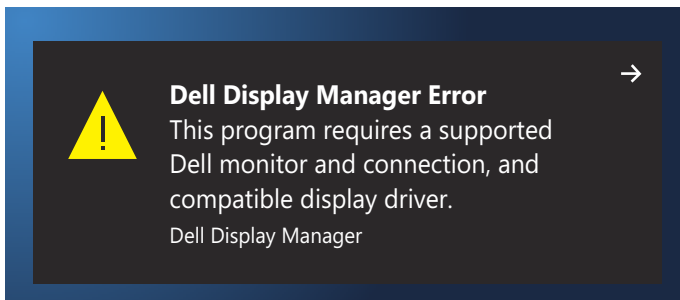 Dell Display Manager Error
This program requires a supported
Dell monitor and connection, and
compatible display driver.
Dell Display Manager